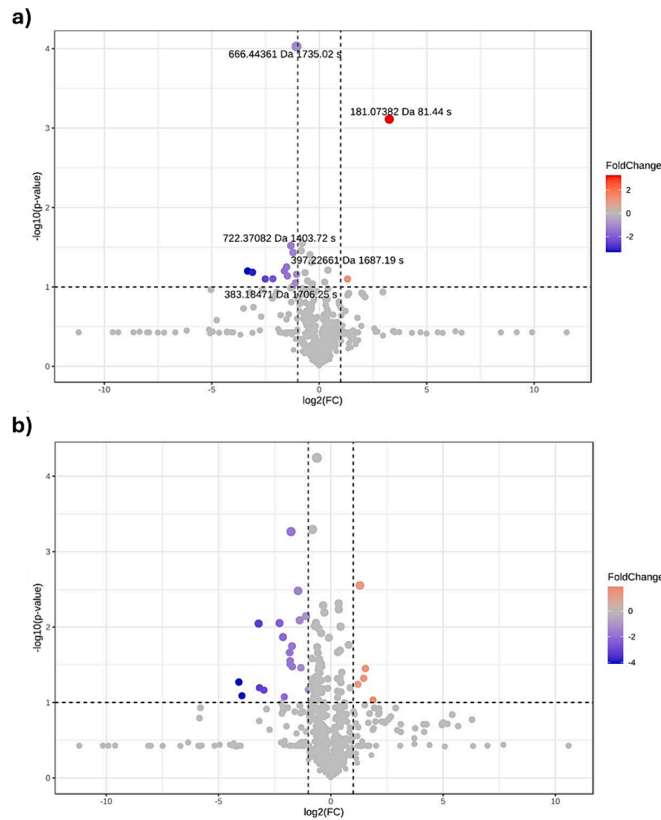 a)
4
3
2
1
0
-log10(p-value)
666.44361 Da 1735.02 s
181.07382 Da 81.44 s
722.37082 Da 1403.72 s
397.22661 Da 1687.19 s
383.18471 Da 1706.25 s
-10
-5
0
5
10
log2(FC)
FoldChange
2
0
-2
b)
4
3
2
1
0
-log10(p-value)
-10
-5
0
5
10
log2(FC)
FoldChange
0
-2
-4